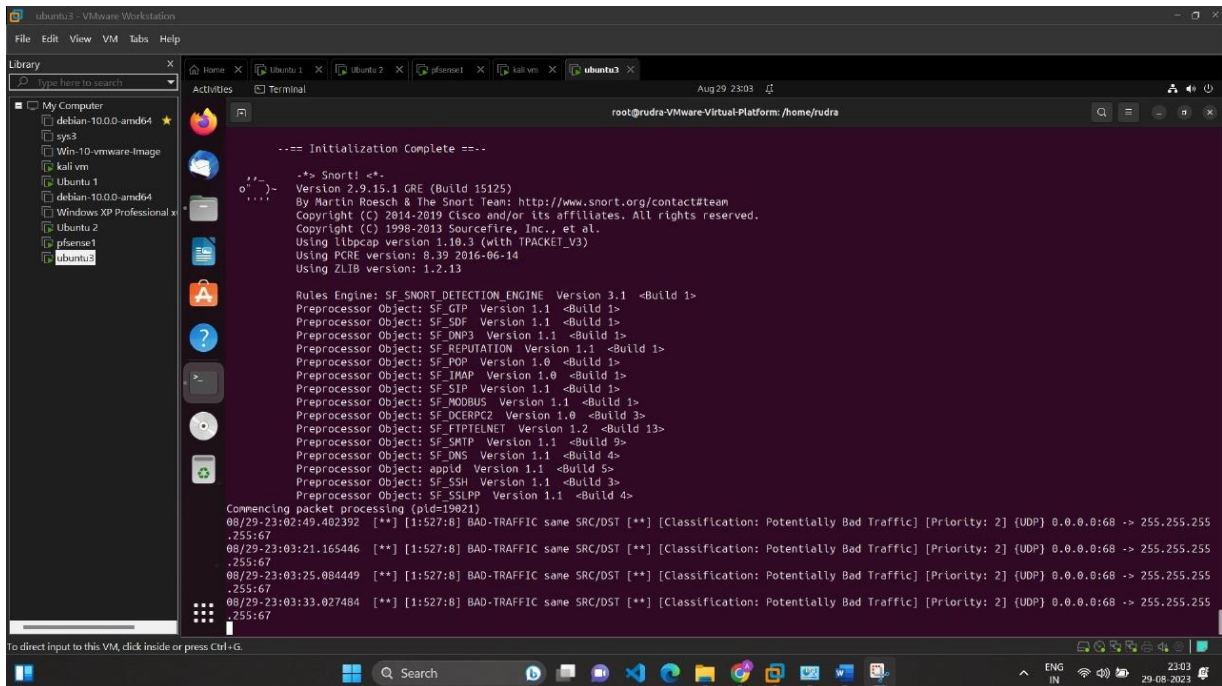 ubuntu3 - VMware Workstation
File Edit View VM Tabs Help
Library X
Type here to search
My Computer
debian-10.0.0-amd64
sys3
Win-10-vmware-Image
kali vm
Ubuntu 1
debian-10.0.0-amd64
Windows XP Professional x
Ubuntu 2
pfsense1
ubuntu3
Home X Ubuntu 1 X Ubuntu 2 X pfsense1 X kali vm X ubuntu3 X
Activities Terminal Aug 29 23:03
root@rudra-VMware-Virtual-Platform: /home/rudra
--== Initialization Complete ==--
,,_ -*> Snort! <*-
o" )~ Version 2.9.15.1 GRE (Build 15125)
'''' By Martin Roesch & The Snort Team: http://www.snort.org/contact#team
Copyright (C) 2014-2019 Cisco and/or its affiliates. All rights reserved.
Copyright (C) 1998-2013 Sourcefire, Inc., et al.
Using libpcap version 1.10.3 (with TPACKET_V3)
Using PCRE version: 8.39 2016-06-14
Using ZLIB version: 1.2.13
Rules Engine: SF_SNORT_DETECTION_ENGINE Version 3.1 <Build 1>
Preprocessor Object: SF_GTP Version 1.1 <Build 1>
Preprocessor Object: SF_SDF Version 1.1 <Build 1>
Preprocessor Object: SF_DNP3 Version 1.1 <Build 1>
Preprocessor Object: SF_REPUTATION Version 1.1 <Build 1>
Preprocessor Object: SF_POP Version 1.0 <Build 1>
Preprocessor Object: SF_IMAP Version 1.0 <Build 1>
Preprocessor Object: SF_SIP Version 1.1 <Build 1>
Preprocessor Object: SF_MODBUS Version 1.1 <Build 1>
Preprocessor Object: SF_DCERPC2 Version 1.0 <Build 3>
Preprocessor Object: SF_FTPTELNET Version 1.2 <Build 13>
Preprocessor Object: SF_SMTP Version 1.1 <Build 9>
Preprocessor Object: SF_DNS Version 1.1 <Build 4>
Preprocessor Object: appid Version 1.1 <Build 5>
Preprocessor Object: SF_SSH Version 1.1 <Build 3>
Preprocessor Object: SF_SSLPP Version 1.1 <Build 4>
Commencing packet processing (pid=19021)
08/29-23:02:49.402392 [**] [1:527:8] BAD-TRAFFIC same SRC/DST [**] [Classification: Potentially Bad Traffic] [Priority: 2] {UDP} 0.0.0.0:68 -> 255.255.255
.255:67
08/29-23:03:21.165446 [**] [1:527:8] BAD-TRAFFIC same SRC/DST [**] [Classification: Potentially Bad Traffic] [Priority: 2] {UDP} 0.0.0.0:68 -> 255.255.255
.255:67
08/29-23:03:25.084449 [**] [1:527:8] BAD-TRAFFIC same SRC/DST [**] [Classification: Potentially Bad Traffic] [Priority: 2] {UDP} 0.0.0.0:68 -> 255.255.255
.255:67
08/29-23:03:33.027484 [**] [1:527:8] BAD-TRAFFIC same SRC/DST [**] [Classification: Potentially Bad Traffic] [Priority: 2] {UDP} 0.0.0.0:68 -> 255.255.255
.255:67
To direct input to this VM, click inside or press Ctrl+G.
Search
ENG
IN
23:03
29-08-2023